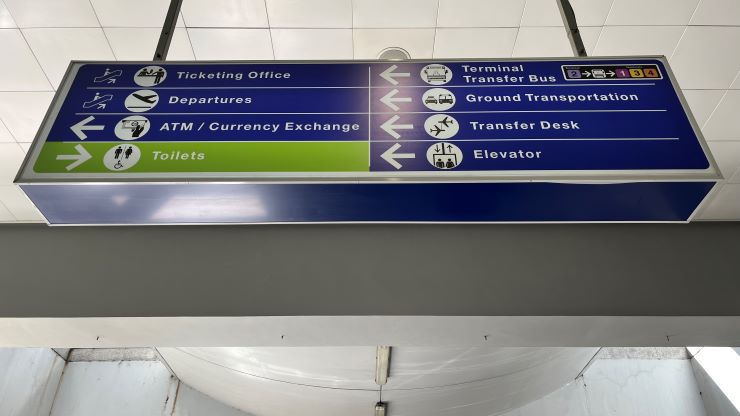 Ticketing Office
Departures
ATM / Currency Exchange
Toilets
Terminal
Transfer Bus
2 1 3 4
Ground Transportation
Transfer Desk
Elevator